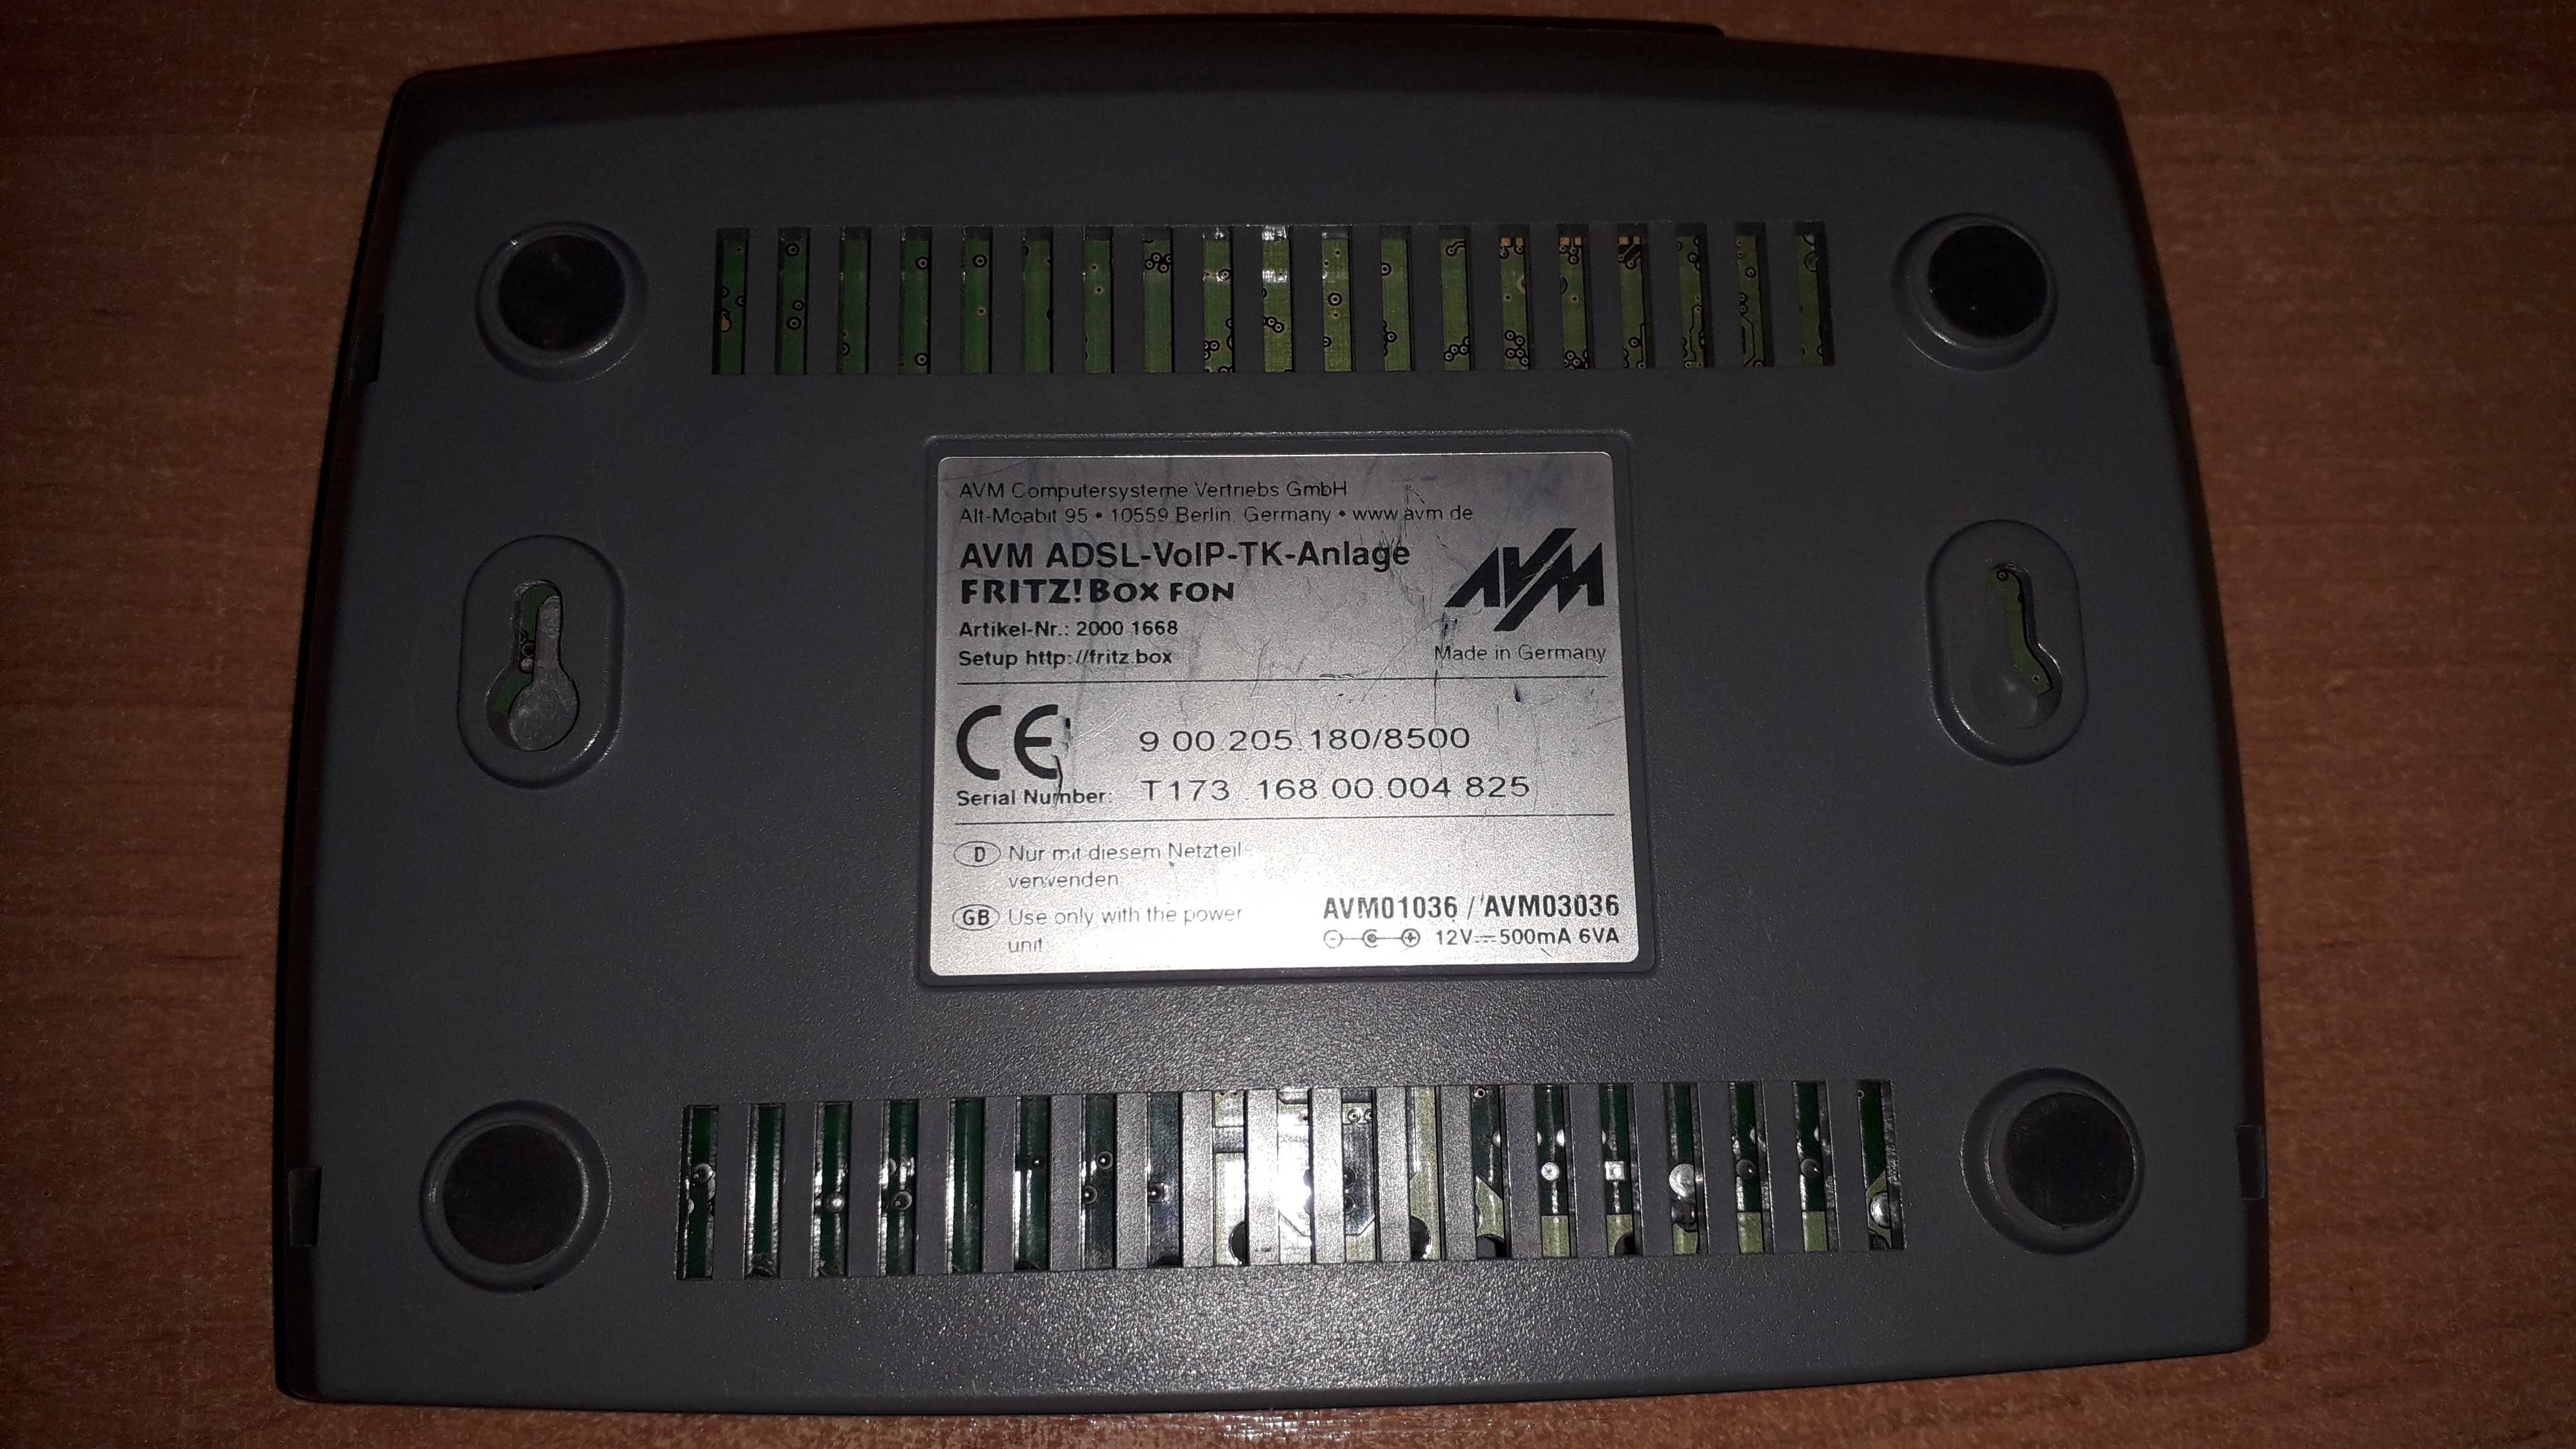 AVM Computersysteme Vertriebs GmbH
Alt-Moabit 95 • 10559 Berlin, Germany • www.avm.de
AVM ADSL-VoIP-TK-Anlage
FRITZ!BOX FON
Artikel-Nr.: 2000 1668
Setup http://fritz.box
AVM
Made in Germany
CE
9.00.205.180/8500
Serial Number: T173.168.00.004.825
D Nur mit diesem Netzteil
verwenden.
GB Use only with the power
unit
AVM01036 / AVM03036
12V⎓500mA 6VA